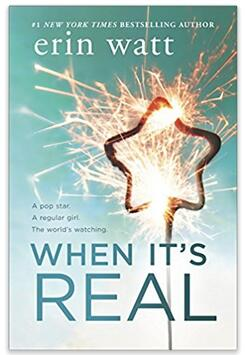 #1 NEW YORK TIMES BESTSELLING AUTHOR
erin watt
A pop star.
A regular girl.
The world's watching.
WHEN IT'S
REAL